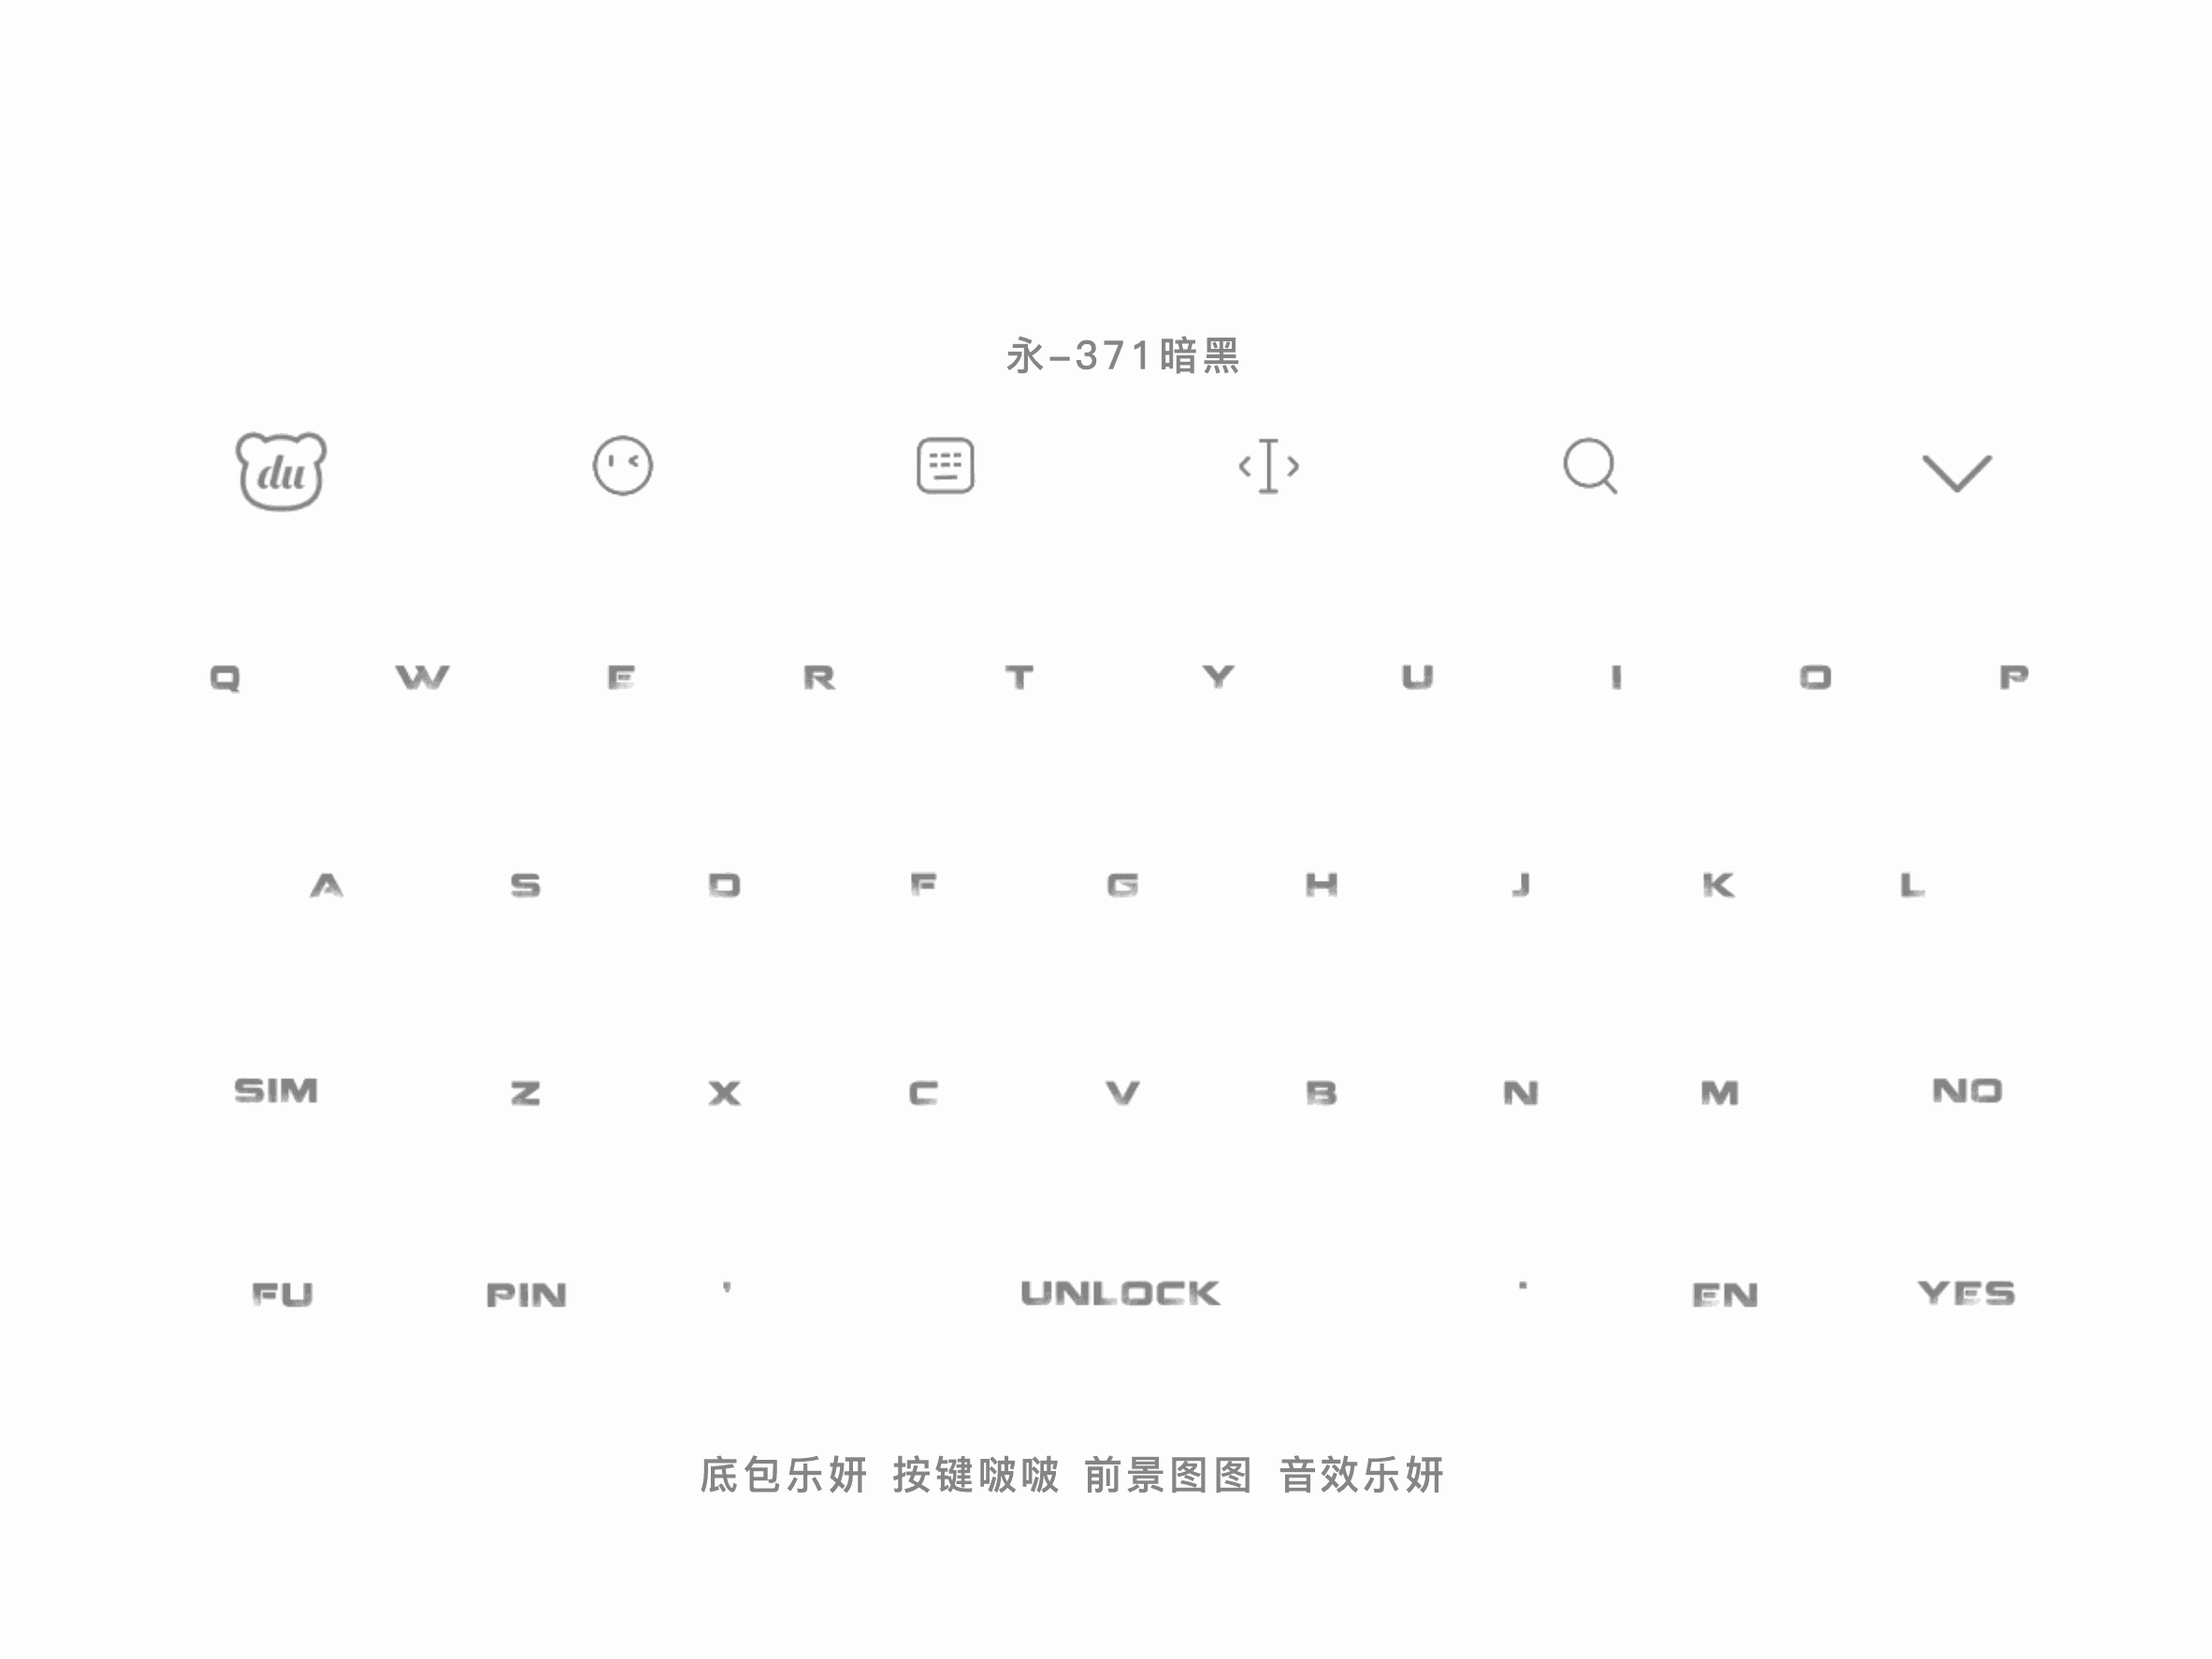 永-371暗黑
du
Q W E R T Y U I O P
A S D F G H J K L
SIM Z X C V B N M NO
FU PIN ' UNLOCK . EN YES
底包乐妍 按键啵啵 前景图图 音效乐妍